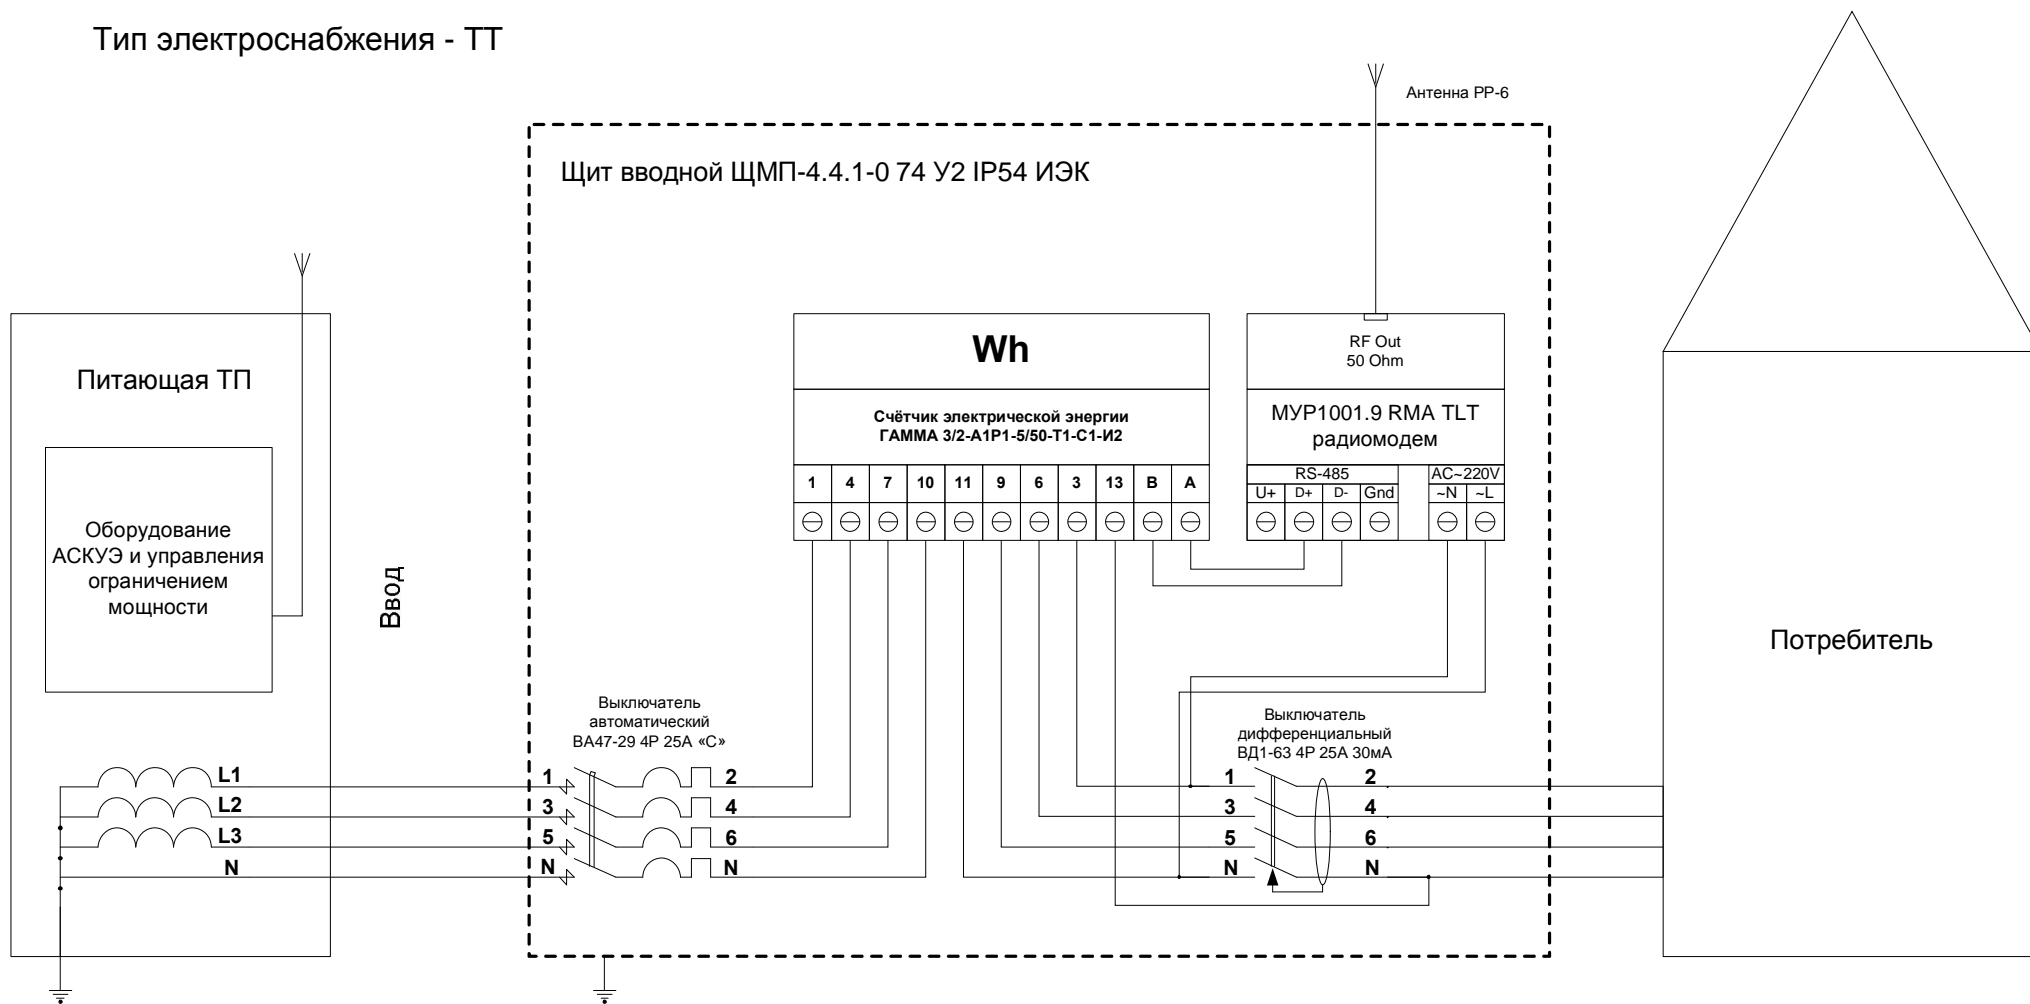 Тип электроснабжения - ТТ
Антенна РР-6
Щит вводной ЩМП-4.4.1-0 74 У2 IP54 ИЭК
Питающая ТП
Оборудование
АСКУЭ и управления
ограничением
мощности
Ввод
Wh
Счётчик электрической энергии
ГАММА 3/2-А1Р1-5/50-Т1-С1-И2
1 4 7 10 11 9 6 3 13 B A
RF Out
50 Ohm
МУР1001.9 RMA TLT
радиомодем
RS-485 AC~220V
U+ D+ D- Gnd ~N ~L
Потребитель
Выключатель
автоматический
ВА47-29 4Р 25А «С»
Выключатель
дифференциальный
ВД1-63 4Р 25А 30мА
L1 1 2 1 2
L2 3 4 3 4
L3 5 6 5 6
N N N N N